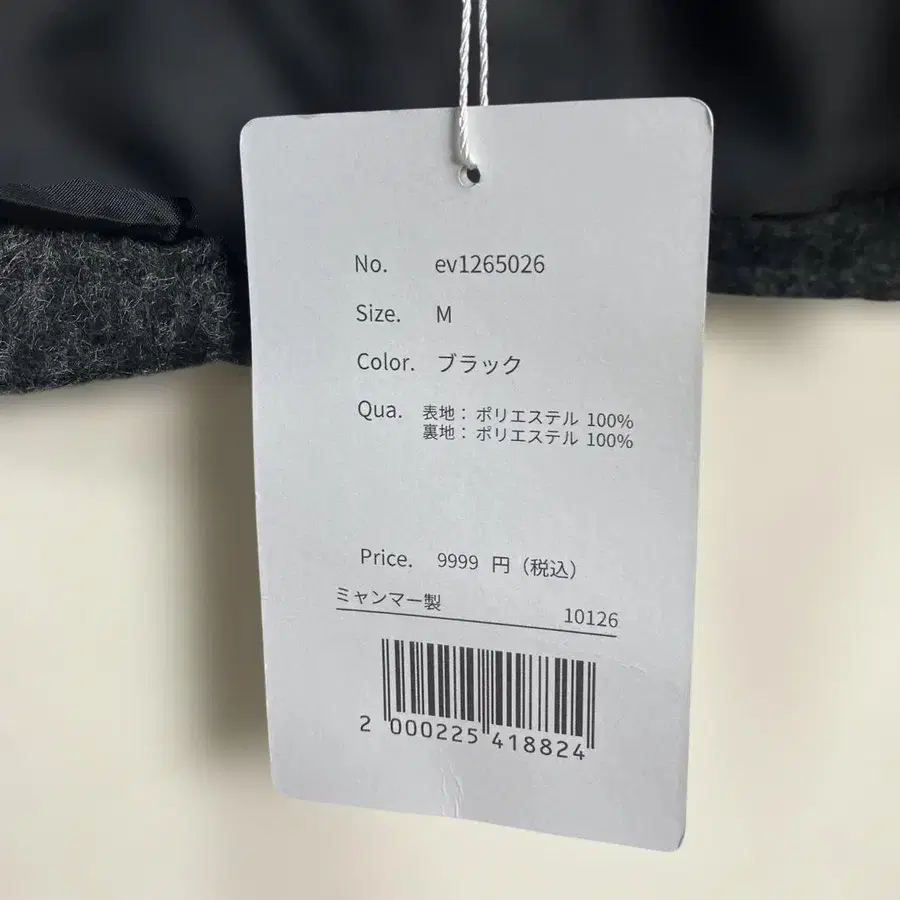 No. ev1265026
Size. M
Color. ブラック
Qua. 表地： ポリエステル 100%
裏地： ポリエステル 100%
Price. 9999 円（税込）
ミャンマー製
10126
2 000225 418824